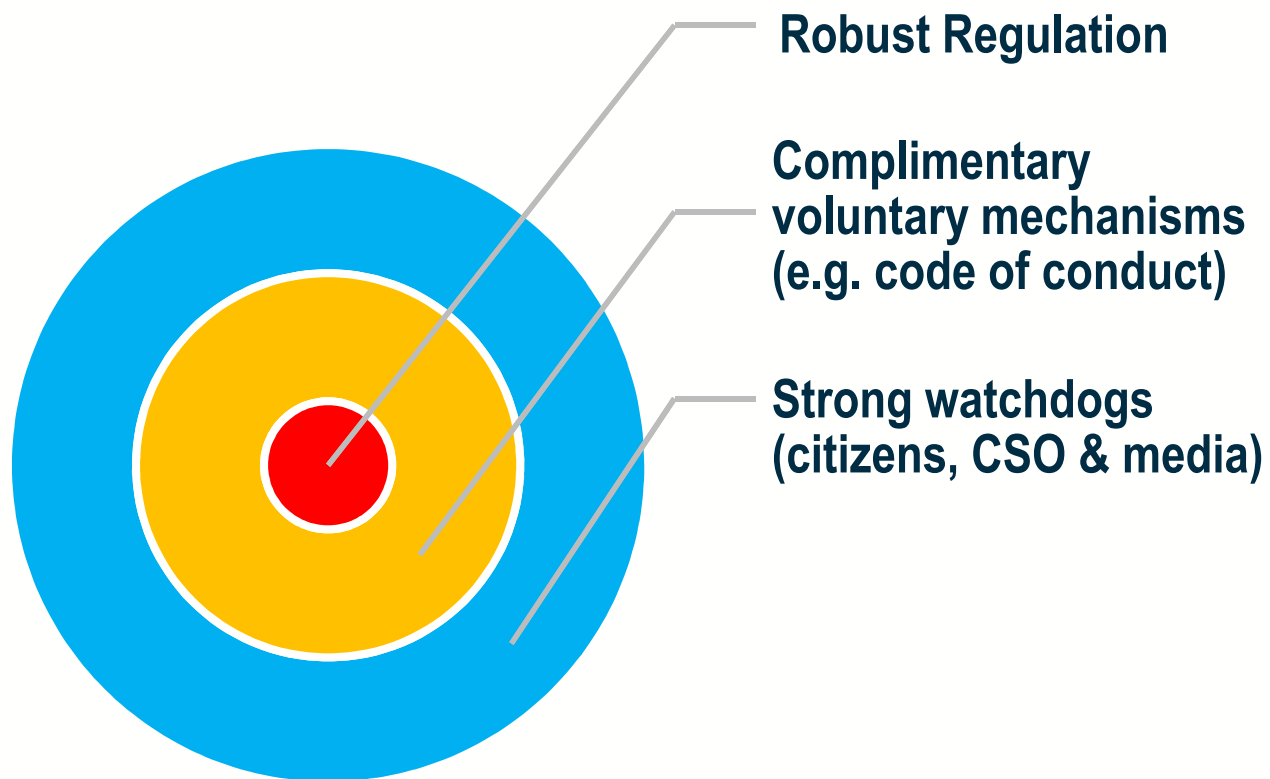 Robust Regulation
Complimentary
voluntary mechanisms
(e.g. code of conduct)
Strong watchdogs
(citizens, CSO & media)